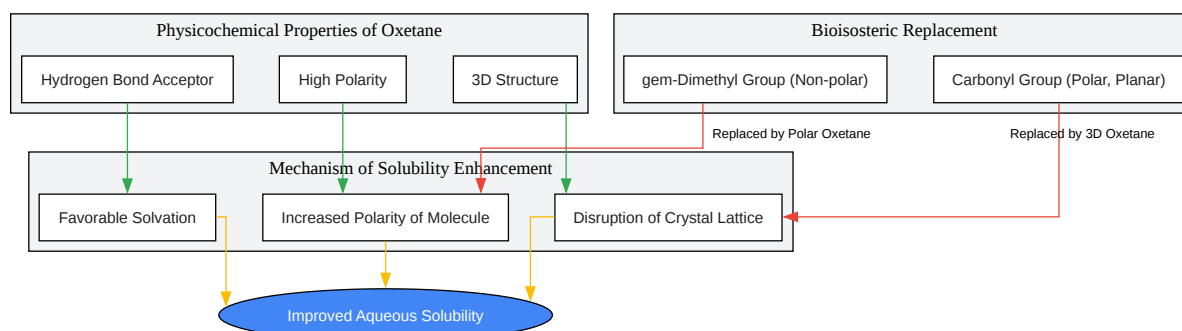 Physicochemical Properties of Oxetane
Bioisosteric Replacement
Hydrogen Bond Acceptor
High Polarity
3D Structure
gem-Dimethyl Group (Non-polar)
Carbonyl Group (Polar, Planar)
Replaced by Polar Oxetane
Replaced by 3D Oxetane
Mechanism of Solubility Enhancement
Favorable Solvation
Increased Polarity of Molecule
Disruption of Crystal Lattice
Improved Aqueous Solubility